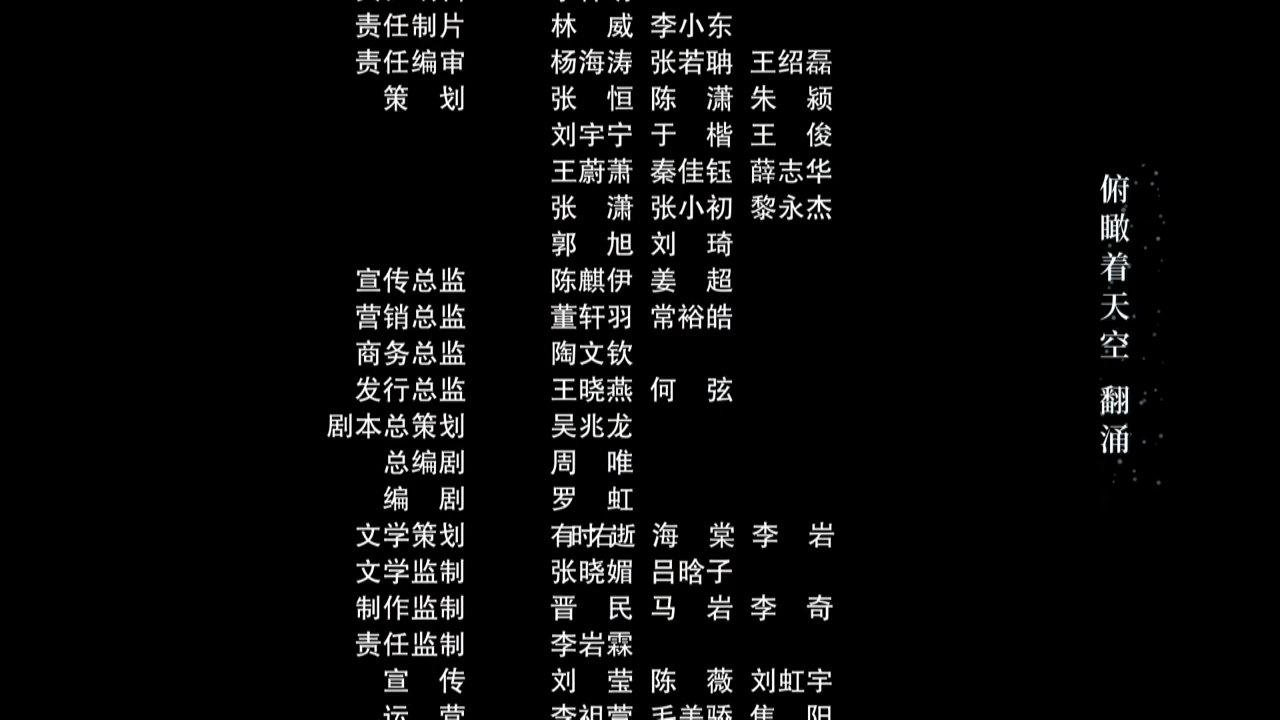 责任制片 林 威 李小东
责任编审 杨海涛 张若聃 王绍磊
策 划 张 恒 陈 潇 朱 颍
刘宇宁 于 楷 王 俊
王蔚萧 秦佳钰 薛志华
张 潇 张小初 黎永杰
郭 旭 刘 琦
宣传总监 陈麒伊 姜 超
营销总监 董轩羽 常裕皓
商务总监 陶文钦
发行总监 王晓燕 何 弦
剧本总策划 吴兆龙
总编剧 周 唯
编 剧 罗 虹
文学策划 有时右逝 海 棠 李 岩
文学监制 张晓媚 吕晗子
制作监制 晋 民 马 岩 李 奇
责任监制 李岩霖
宣 传 刘 莹 陈 薇 刘虹宇
运 营
俯瞰着天空 翻涌